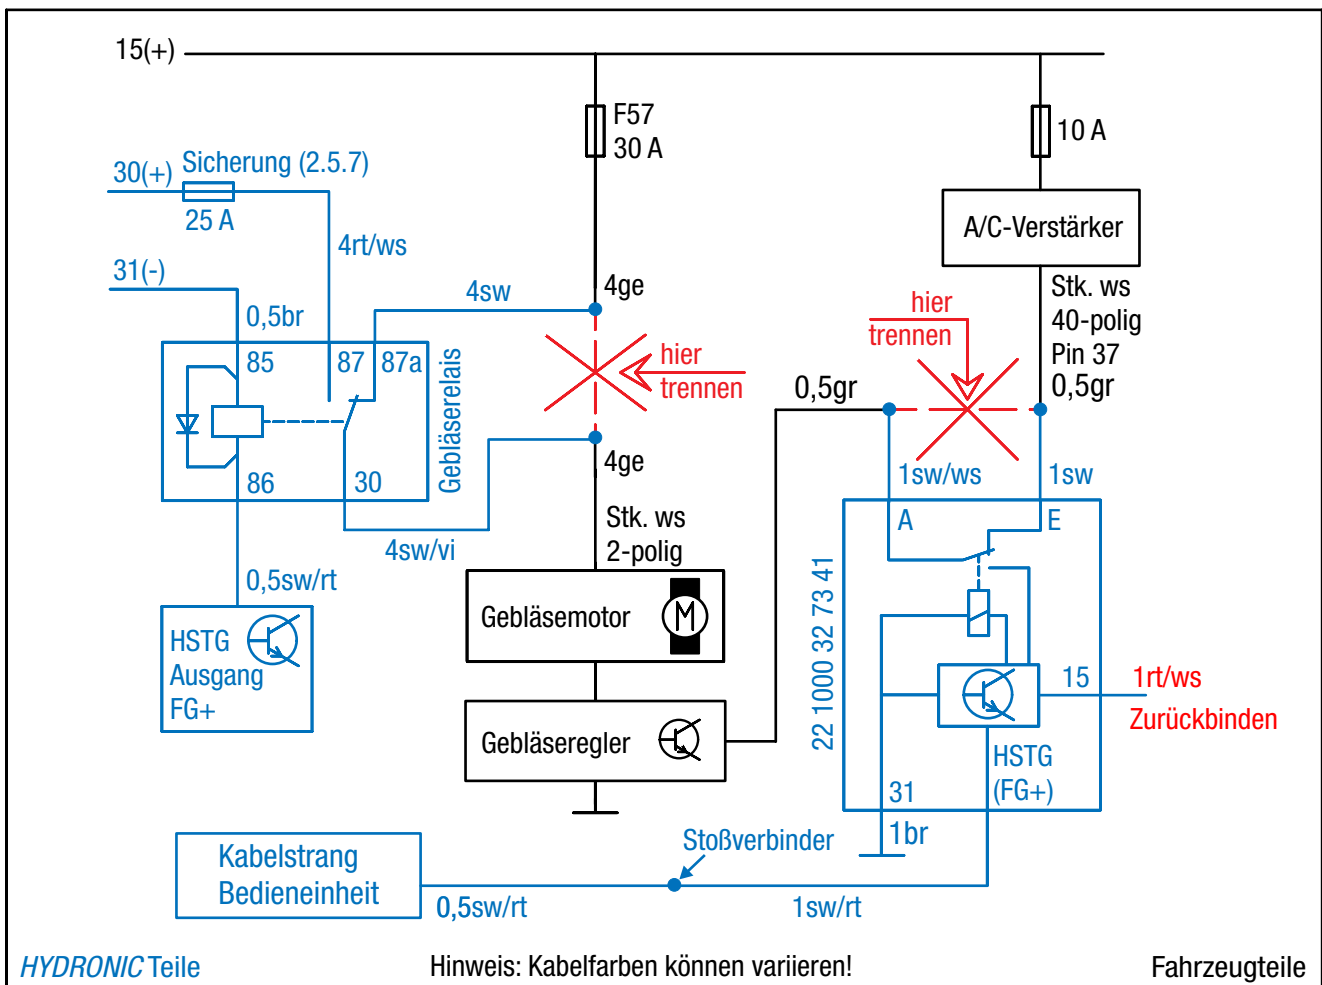 15(+)
F57
30 A
10 A
30(+)
Sicherung (2.5.7)
25 A
4rt/ws
A/C-Verstärker
31(-)
0,5br
4sw
4ge
hier
trennen
Stk. ws
40-polig
Pin 37
0,5gr
85
87
87a
Gebläserelais
hier
trennen
0,5gr
86
30
4ge
1sw/ws
1sw
4sw/vi
Stk. ws
2-polig
A
E
0,5sw/rt
HSTG
Ausgang
FG+
Gebläsemotor
M
22 1000 32 73 41
15
1rt/ws
Zurückbinden
Gebläseregler
HSTG
(FG+)
31
1br
Kabelstrang
Bedieneinheit
Stoßverbinder
0,5sw/rt
1sw/rt
HYDRONIC Teile
Hinweis: Kabelfarben können variieren!
Fahrzeugteile